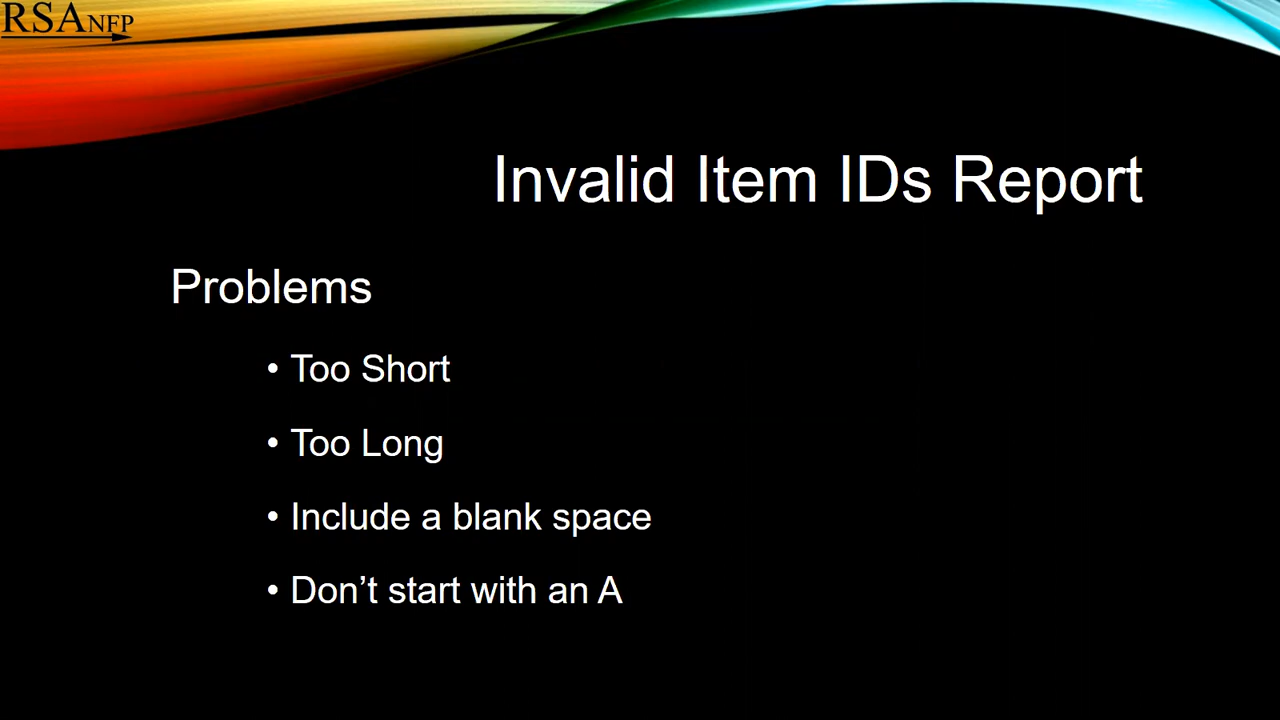 RSANFP
Invalid Item IDs Report
Problems
• Too Short
• Too Long
• Include a blank space
• Don’t start with an A